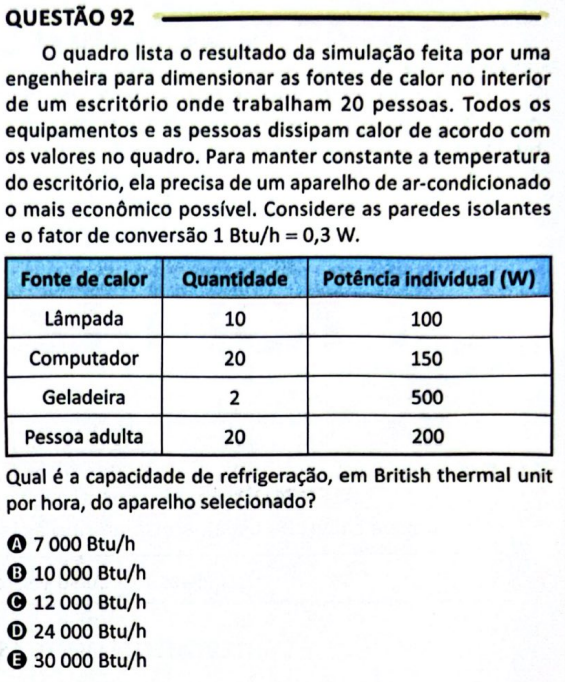 QUESTÃO 92
O quadro lista o resultado da simulação feita por uma
engenheira para dimensionar as fontes de calor no interior
de um escritório onde trabalham 20 pessoas. Todos os
equipamentos e as pessoas dissipam calor de acordo com
os valores no quadro. Para manter constante a temperatura
do escritório, ela precisa de um aparelho de ar-condicionado
o mais econômico possível. Considere as paredes isolantes
e o fator de conversão 1 Btu/h = 0,3 W.
Fonte de calor Quantidade Potência individual (W)
Lâmpada 10 100
Computador 20 150
Geladeira 2 500
Pessoa adulta 20 200
Qual é a capacidade de refrigeração, em British thermal unit
por hora, do aparelho selecionado?
A 7 000 Btu/h
B 10 000 Btu/h
C 12 000 Btu/h
D 24 000 Btu/h
E 30 000 Btu/h